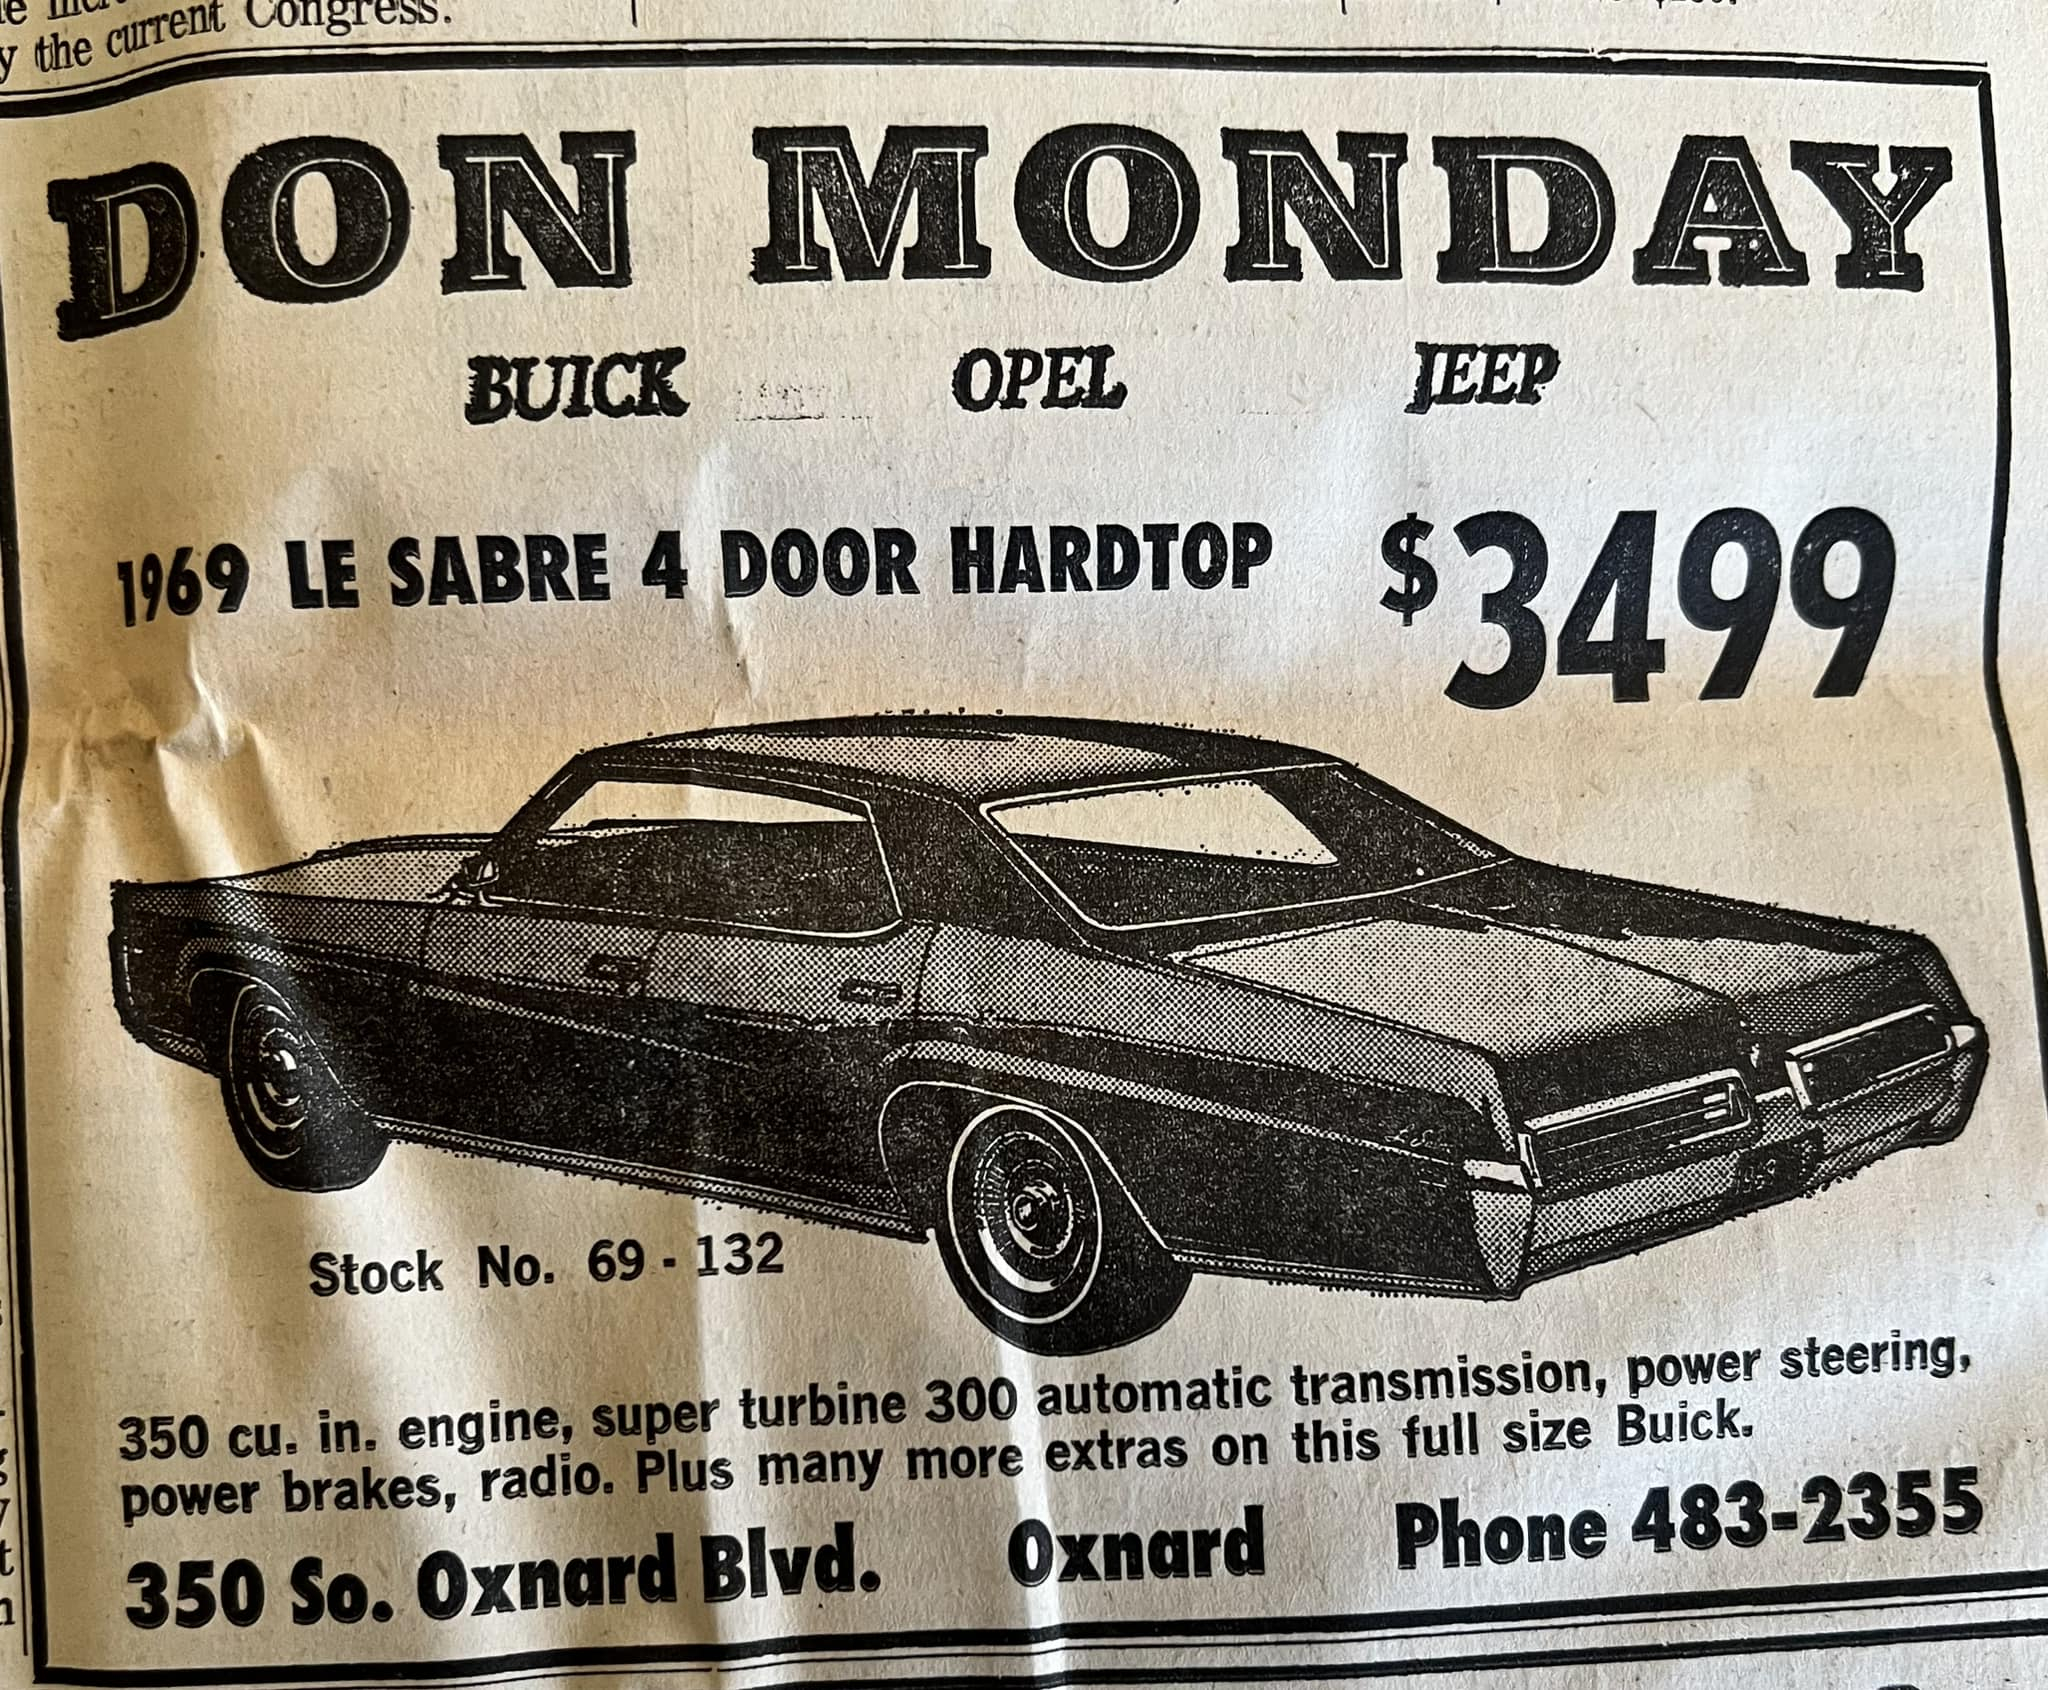 y the current Congress.
DON MONDAY
BUICK OPEL JEEP
1969 LE SABRE 4 DOOR HARDTOP $3499
Stock No. 69 - 132
350 cu. in. engine, super turbine 300 automatic transmission, power steering,
power brakes, radio. Plus many more extras on this full size Buick.
350 So. Oxnard Blvd. Oxnard Phone 483-2355